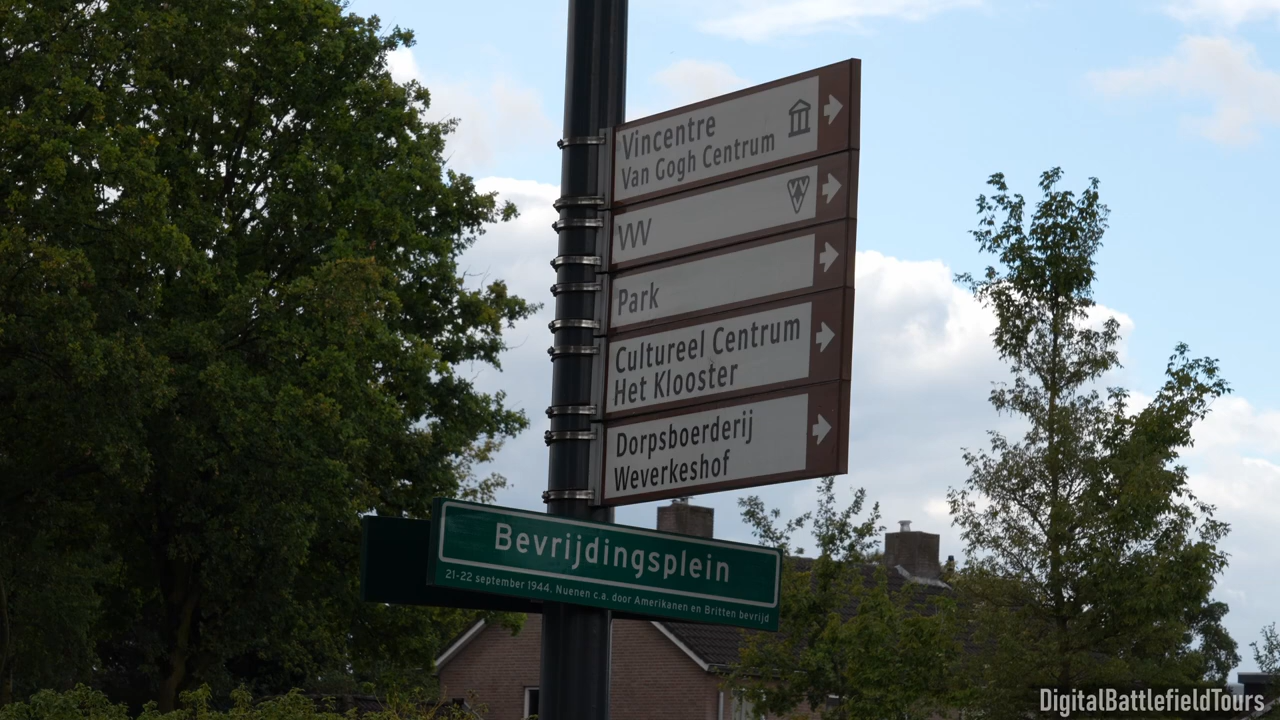 Vincentre
Van Gogh Centrum
VVV
Park
Cultureel Centrum
Het Klooster
Dorpsboerderij
Weverkeshof
Bevrijdingsplein
21-22 september 1944, Nuenen c.a. door Amerikanen en Britten bevrijd
DigitalBattlefieldTours